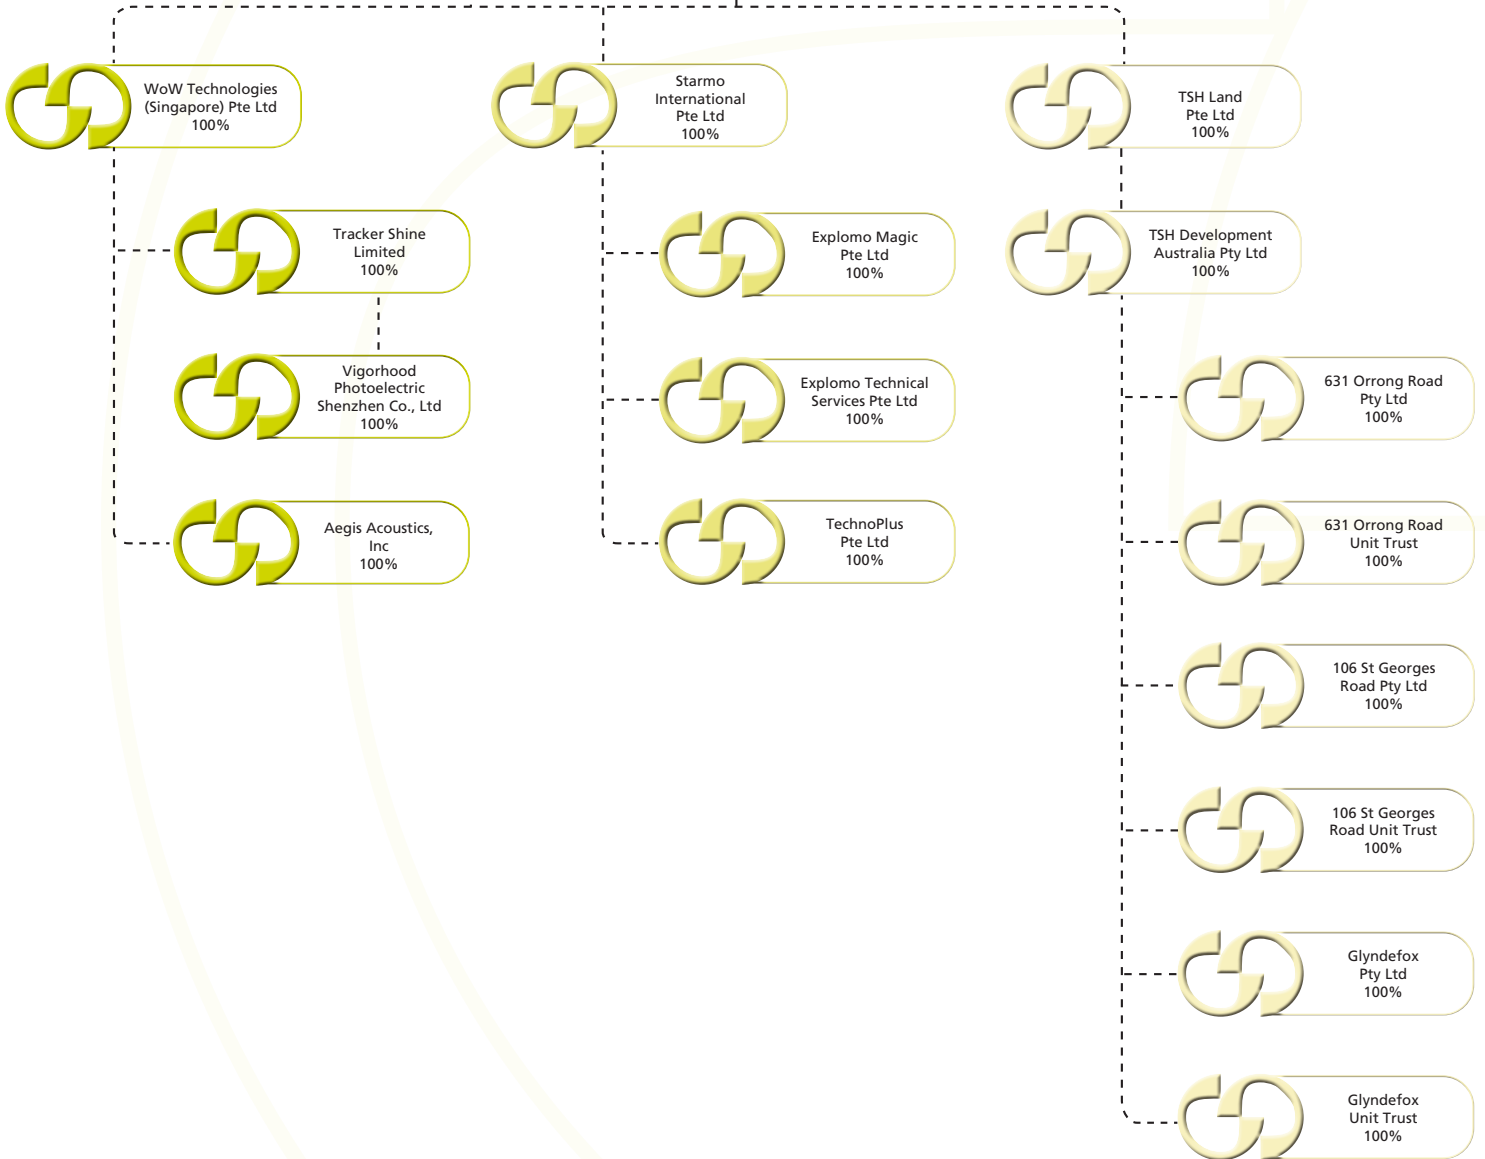 WoW Technologies
(Singapore) Pte Ltd
100%
Starmo
International
Pte Ltd
100%
TSH Land
Pte Ltd
100%
Tracker Shine
Limited
100%
Explomo Magic
Pte Ltd
100%
TSH Development
Australia Pty Ltd
100%
Vigorhood
Photoelectric
Shenzhen Co., Ltd
100%
Explomo Technical
Services Pte Ltd
100%
631 Orrong Road
Pty Ltd
100%
Aegis Acoustics,
Inc
100%
TechnoPlus
Pte Ltd
100%
631 Orrong Road
Unit Trust
100%
106 St Georges
Road Pty Ltd
100%
106 St Georges
Road Unit Trust
100%
Glyndefox
Pty Ltd
100%
Glyndefox
Unit Trust
100%